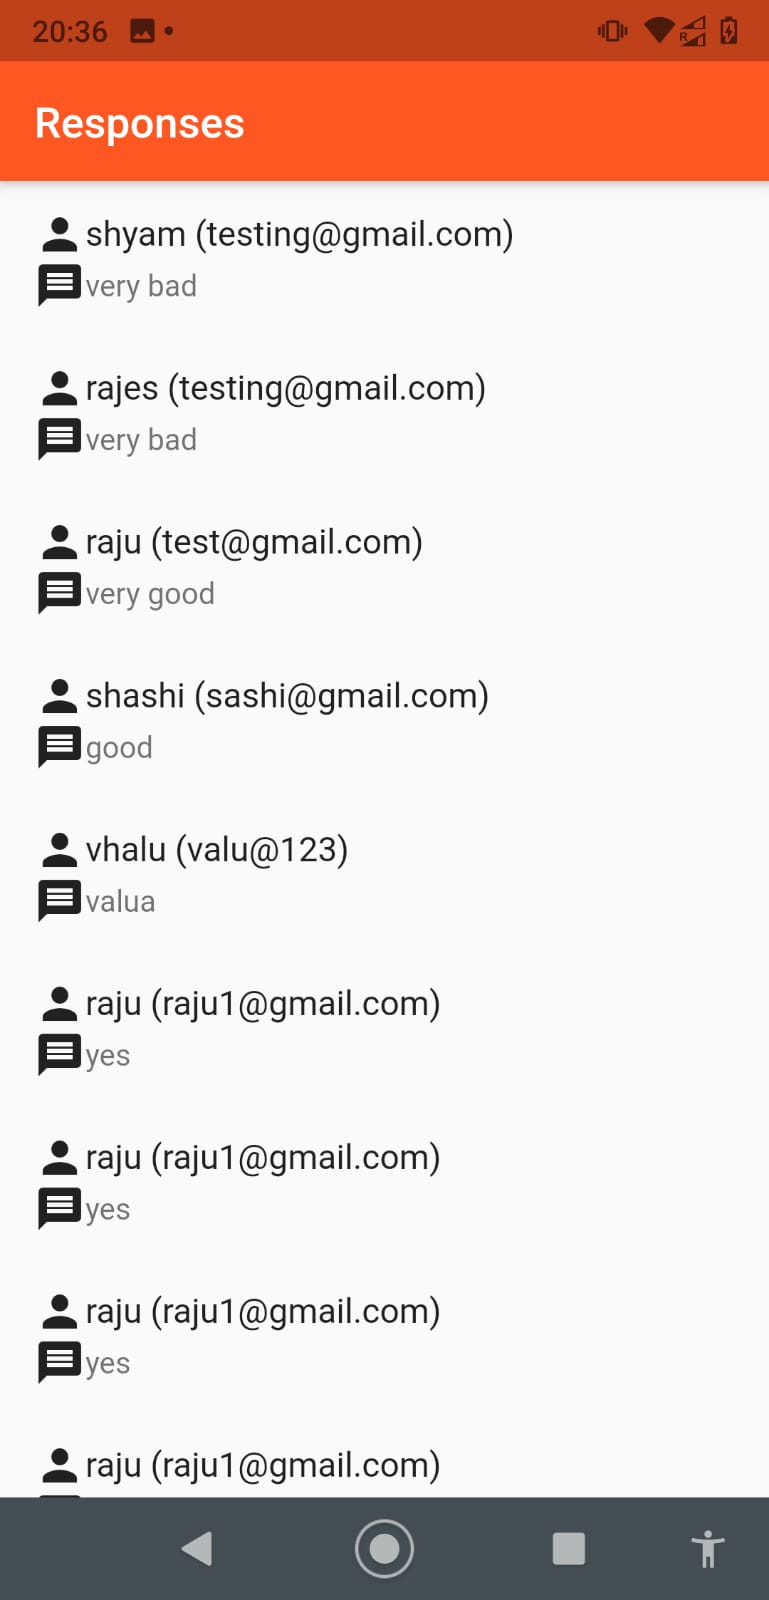 20:36
R
Responses
shyam (testing@gmail.com)
very bad
rajes (testing@gmail.com)
very bad
raju (test@gmail.com)
very good
shashi (sashi@gmail.com)
good
vhalu (valu@123)
valua
raju (raju1@gmail.com)
yes
raju (raju1@gmail.com)
yes
raju (raju1@gmail.com)
yes
raju (raju1@gmail.com)